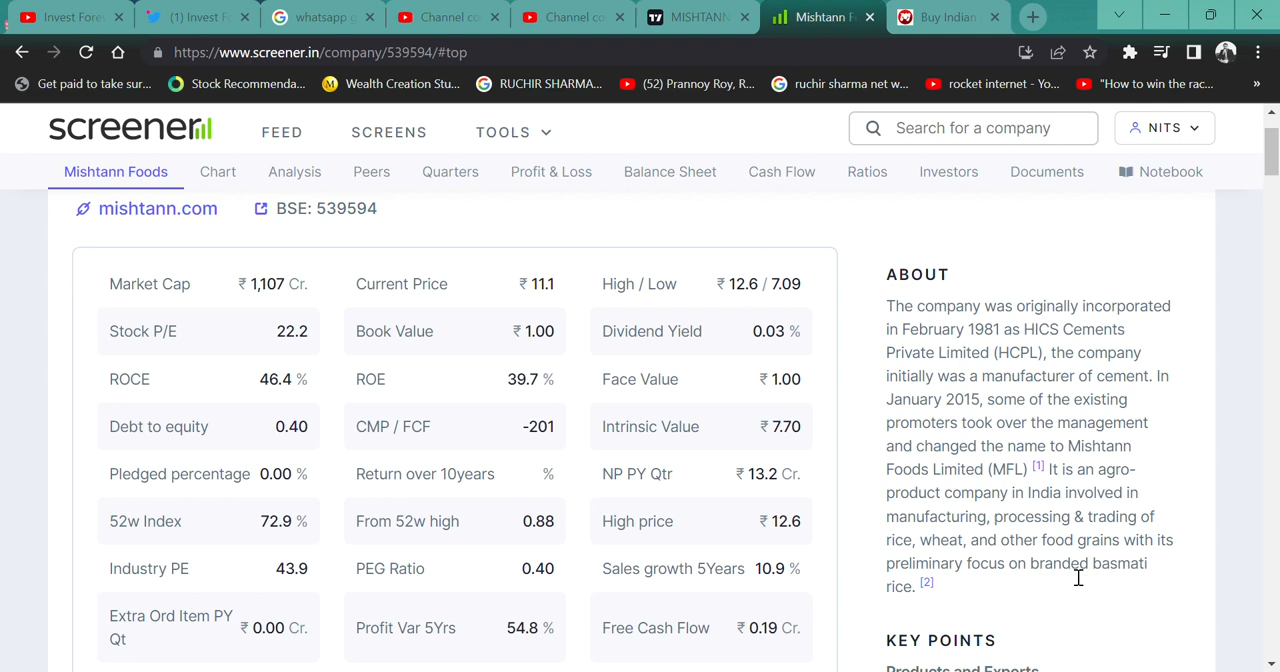 Invest Fore
(1) Invest F
whatsapp g
Channel co
Channel co
MISHTANN
Mishtann F
Buy Indian
https://www.screener.in/company/539594/#top
Get paid to take sur...
Stock Recommenda...
Wealth Creation Stu...
RUCHIR SHARMA...
(52) Prannoy Roy, R...
ruchir sharma net w...
rocket internet - Yo...
"How to win the rac...
»
screener
FEED
SCREENS
TOOLS
Search for a company
NITS
Mishtann Foods
Chart
Analysis
Peers
Quarters
Profit & Loss
Balance Sheet
Cash Flow
Ratios
Investors
Documents
Notebook
mishtann.com
BSE: 539594
Market Cap ₹ 1,107 Cr.
Current Price ₹ 11.1
High / Low ₹ 12.6 / 7.09
Stock P/E 22.2
Book Value ₹ 1.00
Dividend Yield 0.03 %
ROCE 46.4 %
ROE 39.7 %
Face Value ₹ 1.00
Debt to equity 0.40
CMP / FCF -201
Intrinsic Value ₹ 7.70
Pledged percentage 0.00 %
Return over 10years %
NP PY Qtr ₹ 13.2 Cr.
52w Index 72.9 %
From 52w high 0.88
High price ₹ 12.6
Industry PE 43.9
PEG Ratio 0.40
Sales growth 5Years 10.9 %
Extra Ord Item PY
Qt ₹ 0.00 Cr.
Profit Var 5Yrs 54.8 %
Free Cash Flow ₹ 0.19 Cr.
ABOUT
The company was originally incorporated
in February 1981 as HICS Cements
Private Limited (HCPL), the company
initially was a manufacturer of cement. In
January 2015, some of the existing
promoters took over the management
and changed the name to Mishtann
Foods Limited (MFL) [1] It is an agro-
product company in India involved in
manufacturing, processing & trading of
rice, wheat, and other food grains with its
preliminary focus on branded basmati
rice. [2]
KEY POINTS
Products and Exports